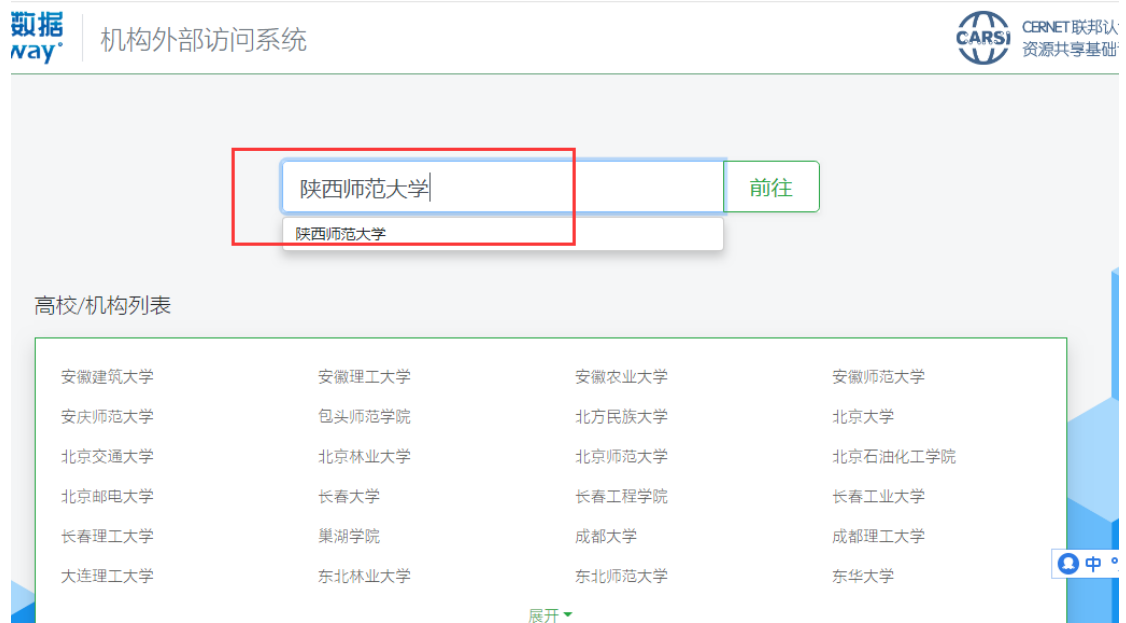 数据
way®
机构外部访问系统
CARSI
CERNET联邦认
资源共享基础
陕西师范大学
前往
陕西师范大学
高校/机构列表
安徽建筑大学 安徽理工大学 安徽农业大学 安徽师范大学
安庆师范大学 包头师范学院 北方民族大学 北京大学
北京交通大学 北京林业大学 北京师范大学 北京石油化工学院
北京邮电大学 长春大学 长春工程学院 长春工业大学
长春理工大学 巢湖学院 成都大学 成都理工大学
大连理工大学 东北林业大学 东北师范大学 东华大学
中
展开